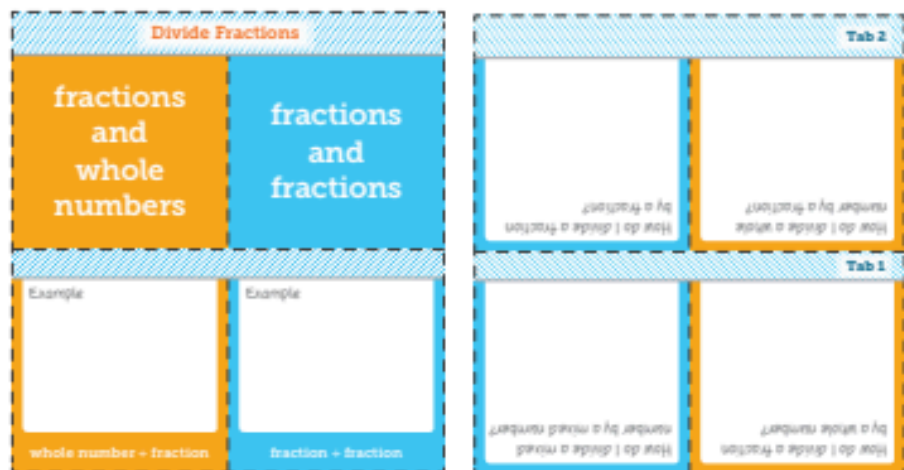 Divide Fractions
fractions
and
whole
numbers
fractions
and
fractions
Example
Example
whole number ÷ fraction
fraction ÷ fraction
Tab 2
How do I divide a fraction
by a fraction?
How do I divide a whole
number by a fraction?
Tab 1
How do I divide a mixed
number by a mixed number?
How do I divide a fraction
by a whole number?